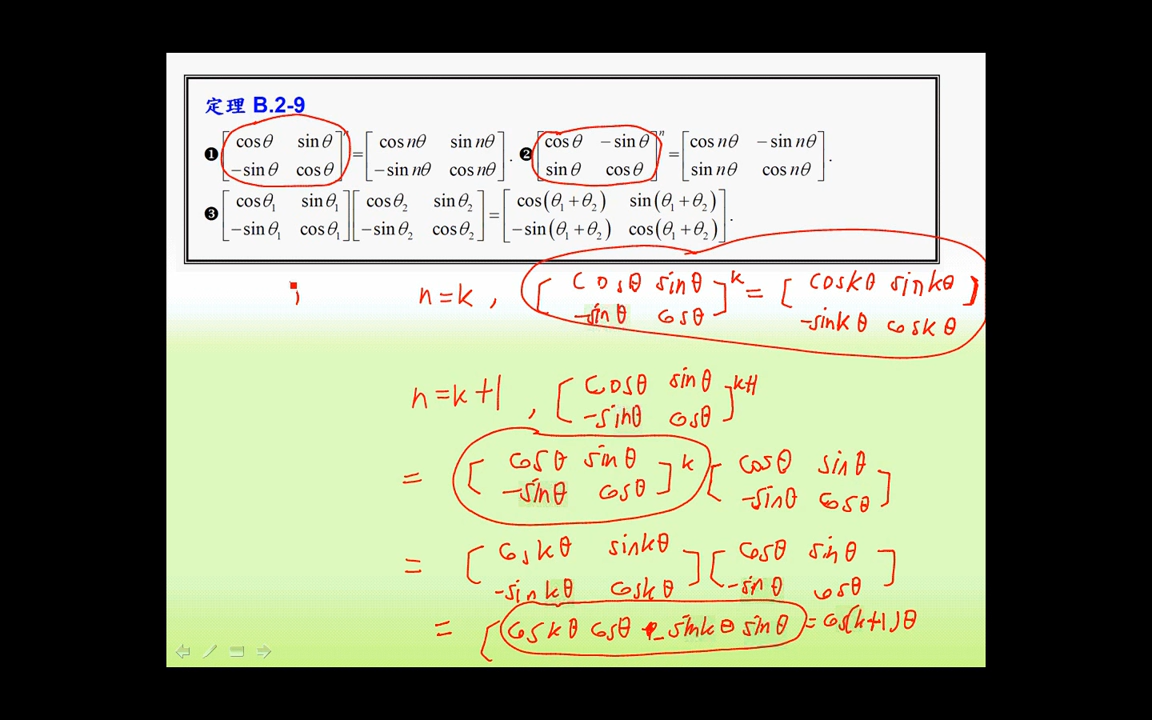 定理 B.2-9
❶ [cosθ sinθ; -sinθ cosθ]^n = [cos nθ sin nθ; -sin nθ cos nθ]. ❷ [cosθ -sinθ; sinθ cosθ]^n = [cos nθ -sin nθ; sin nθ cos nθ].
❸ [cosθ₁ sinθ₁; -sinθ₁ cosθ₁][cosθ₂ sinθ₂; -sinθ₂ cosθ₂] = [cos(θ₁+θ₂) sin(θ₁+θ₂); -sin(θ₁+θ₂) cos(θ₁+θ₂)].
n=k, [cosθ sinθ; -sinθ cosθ]^k = [coskθ sinkθ; -sinkθ coskθ]
n=k+1, [cosθ sinθ; -sinθ cosθ]^k+1
= [cosθ sinθ; -sinθ cosθ]^k [cosθ sinθ; -sinθ cosθ]
= [coskθ sinkθ; -sinkθ coskθ][cosθ sinθ; -sinθ cosθ]
= [coskθ cosθ - sinkθ sinθ = cos(k+1)θ